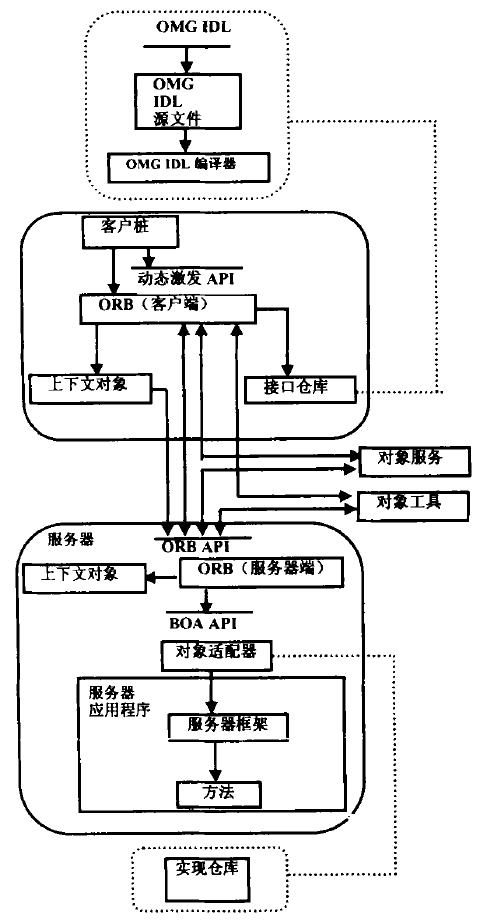 OMG IDL
OMG
IDL
源文件
OMG IDL 编译器
客户桩
动态激发 API
ORB（客户端）
上下文对象
接口仓库
对象服务
对象工具
服务器
ORB API
上下文对象
ORB（服务器端）
BOA API
对象适配器
服务器
应用程序
服务器框架
方法
实现仓库